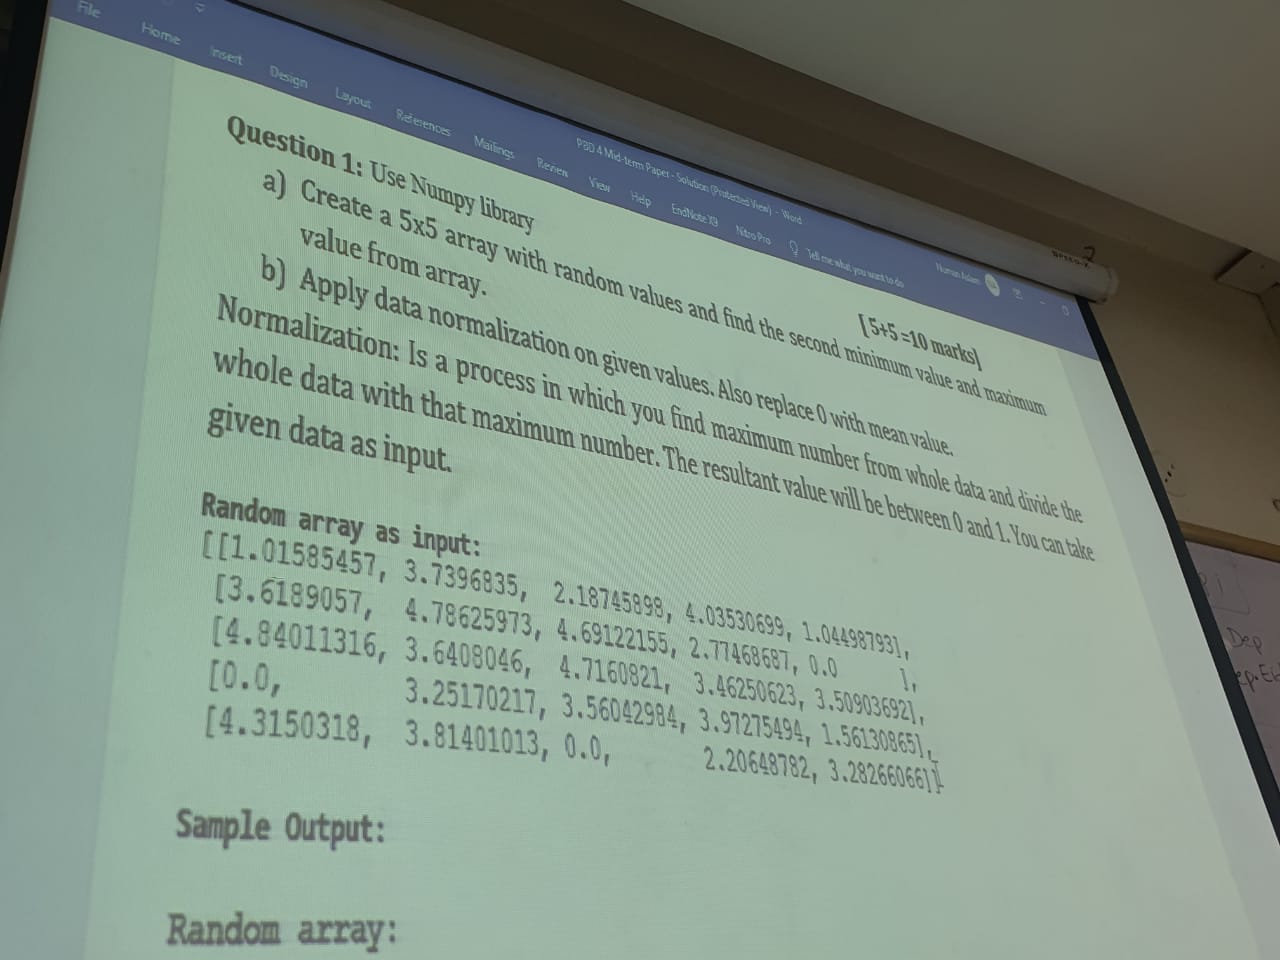 PBD 4 Mid-term Paper - Solution (Protected View) - Word
Numan Aslam
File Home Insert Design Layout References Mailings Review View Help EndNote X9 Nitro Pro Tell me what you want to do
Question 1: Use Numpy library
[5+5 =10 marks]
a) Create a 5x5 array with random values and find the second minimum value and maximum
value from array.
b) Apply data normalization on given values. Also replace 0 with mean value.
Normalization: Is a process in which you find maximum number from whole data and divide the
whole data with that maximum number. The resultant value will be between 0 and 1. You can take
given data as input.
Random array as input:
[[1.01585457, 3.7396835, 2.18745898, 4.03530699, 1.04498793],
[3.6189057, 4.78625973, 4.69122155, 2.77468687, 0.0 ],
[4.84011316, 3.6408046, 4.7160821, 3.46250623, 3.50903692],
[0.0, 3.25170217, 3.56042984, 3.97275494, 1.56130865],
[4.3150318, 3.81401013, 0.0, 2.20648782, 3.28266066]]
Sample Output:
Random array:
Dep